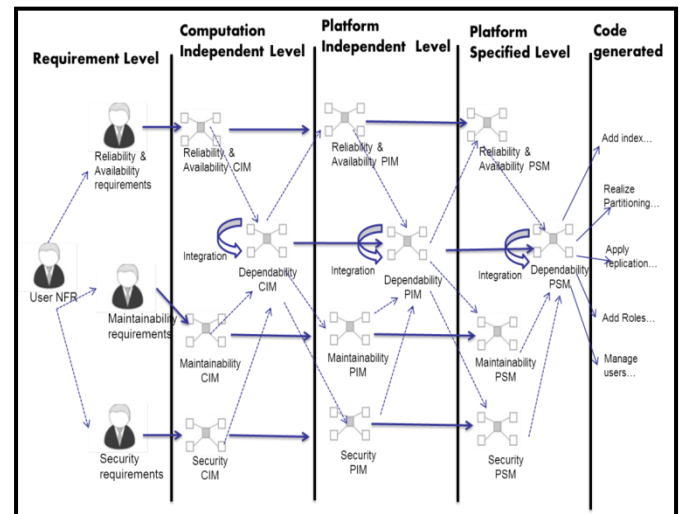 Requirement Level
Computation
Independent Level
Platform
Independent Level
Platform
Specified Level
Code
generated
Reliability &
Availability
requirements
Reliability &
Availability CIM
Reliability &
Availability PIM
Reliability &
Availability PSM
Add index…
Realize
Partitioning…
User NFR
Integration
Dependability
CIM
Integration
Dependability
PIM
Integration
Dependability
PSM
Apply
replication…
Maintainability
requirements
Maintainability
CIM
Maintainability
PIM
Maintainability
PSM
Add Roles…
Manage
users…
Security
requirements
Security
CIM
Security
PIM
Security
PSM